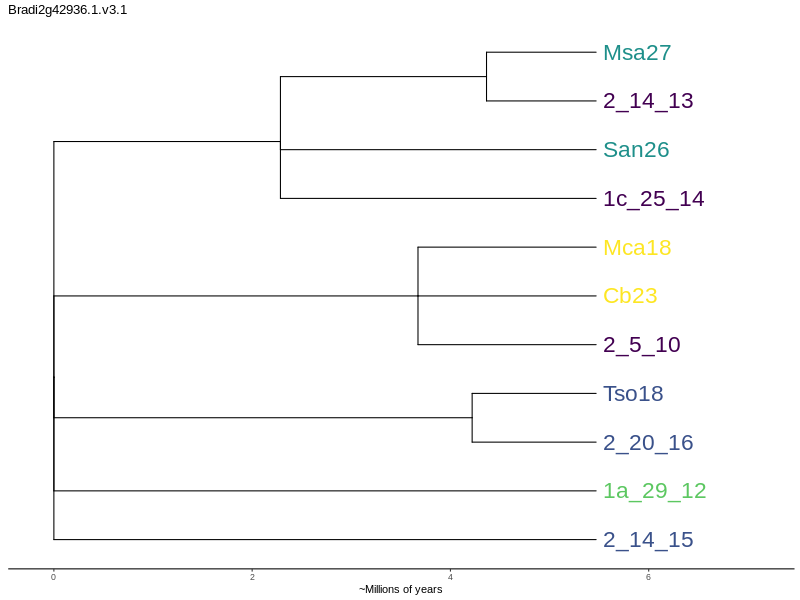 Bradi2g42936.1.v3.1
Msa27
2_14_13
San26
1c_25_14
Mca18
Cb23
2_5_10
Tso18
2_20_16
1a_29_12
2_14_15
0 2 4 6
~Millions of years